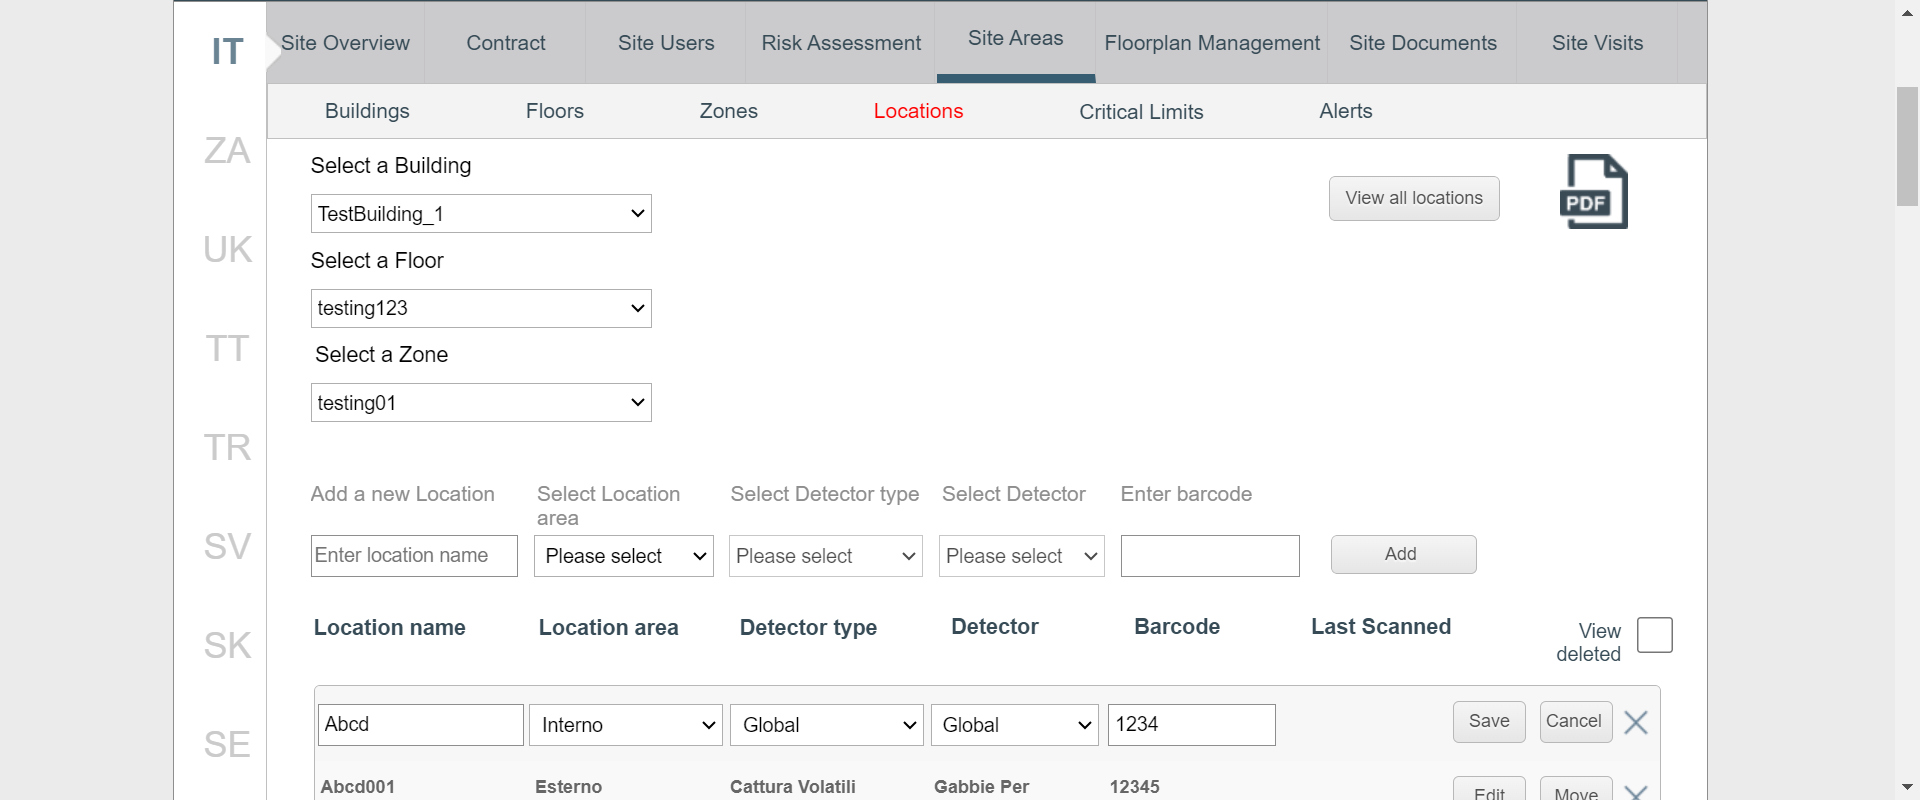 IT
ZA
UK
TT
TR
SV
SK
SE
Site Overview
Contract
Site Users
Risk Assessment
Site Areas
Floorplan Management
Site Documents
Site Visits
Buildings
Floors
Zones
Locations
Critical Limits
Alerts
Select a Building
TestBuilding_1
View all locations
PDF
Select a Floor
testing123
Select a Zone
testing01
Add a new Location
Select Location
area
Select Detector type
Select Detector
Enter barcode
Enter location name
Please select
Please select
Please select
Add
Location name
Location area
Detector type
Detector
Barcode
Last Scanned
View
deleted
Abcd
Interno
Global
Global
1234
Save
Cancel
Abcd001
Esterno
Cattura Volatili
Gabbie Per
12345
Edit
Move